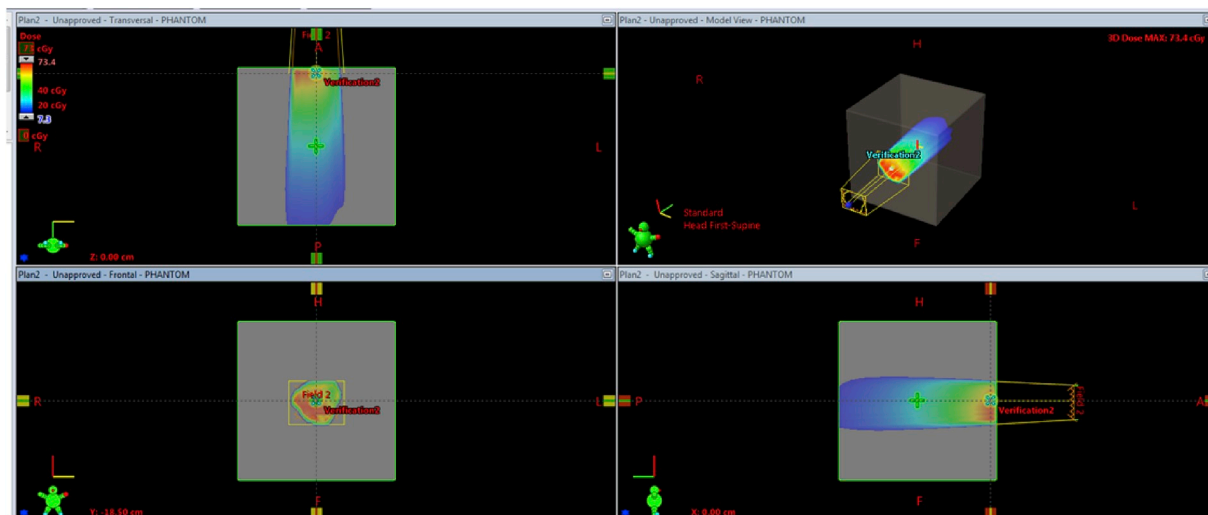 Plan2 - Unapproved - Transversal - PHANTOM
Dose
cGy
73.4
40 cGy
20 cGy
7.3
0 cGy
Field 2
A
Verification2
R
L
P
Z: 0.00 cm
Plan2 - Unapproved - Model View - PHANTOM
3D Dose MAX: 73.4 cGy
H
R
L
Verification2
Standard
Head First-Supine
L
F
Plan2 - Unapproved - Frontal - PHANTOM
H
R
Field 2
Verification2
L
F
Y: -18.50 cm
Plan2 - Unapproved - Sagittal - PHANTOM
H
P
Verification2
Field 2
A
F
X: 0.00 cm